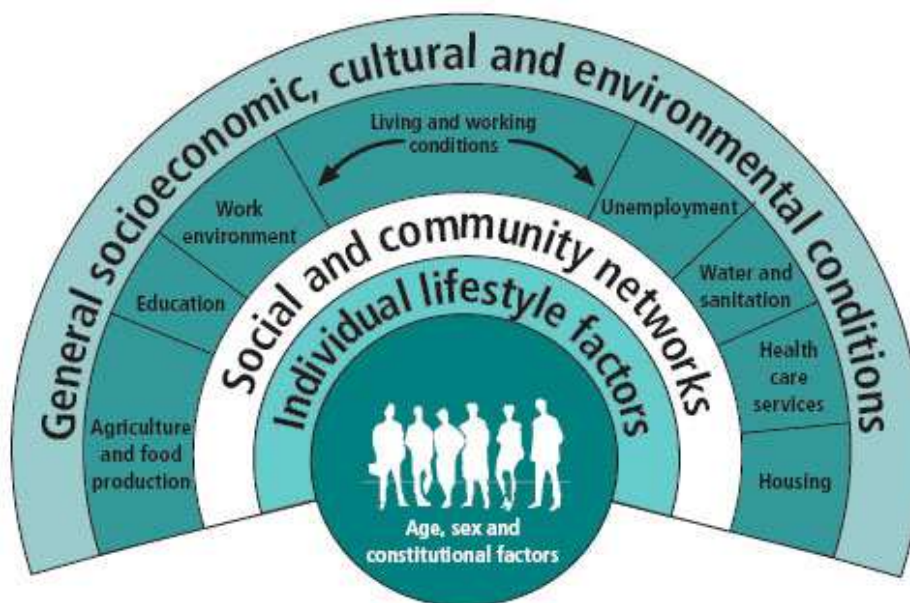 General socioeconomic, cultural and environmental conditions
Living and working
conditions
Work
environment
Unemployment
Education
Water and
sanitation
Agriculture
and food
production
Health
care
services
Housing
Social and community networks
Individual lifestyle factors
Age, sex and
constitutional factors